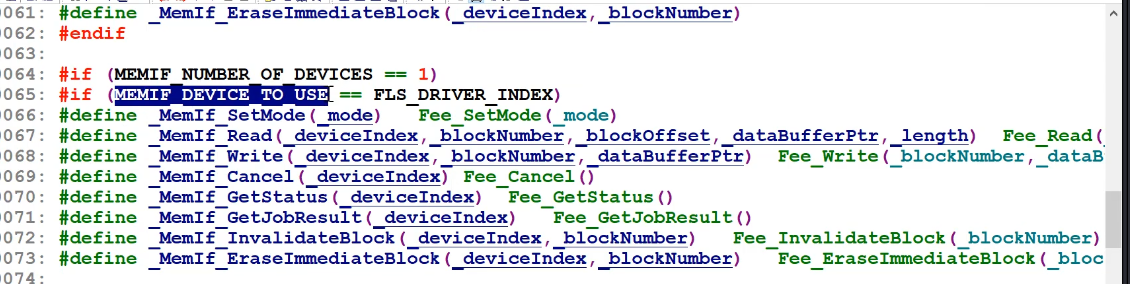 0061: #define _MemIf_EraseImmediateBlock(_deviceIndex,_blockNumber)
0062: #endif
0063:
0064: #if (MEMIF_NUMBER_OF_DEVICES == 1)
0065: #if (MEMIF_DEVICE_TO_USE == FLS_DRIVER_INDEX)
0066: #define _MemIf_SetMode(_mode) Fee_SetMode(_mode)
0067: #define _MemIf_Read(_deviceIndex,_blockNumber,_blockOffset,_dataBufferPtr,_length) Fee_Read(
0068: #define _MemIf_Write(_deviceIndex,_blockNumber,_dataBufferPtr) Fee_Write(_blockNumber,_dataB
0069: #define _MemIf_Cancel(_deviceIndex) Fee_Cancel()
0070: #define _MemIf_GetStatus(_deviceIndex) Fee_GetStatus()
0071: #define _MemIf_GetJobResult(_deviceIndex) Fee_GetJobResult()
0072: #define _MemIf_InvalidateBlock(_deviceIndex,_blockNumber) Fee_InvalidateBlock(_blockNumber)
0073: #define _MemIf_EraseImmediateBlock(_deviceIndex,_blockNumber) Fee_EraseImmediateBlock(_bloc
0074: